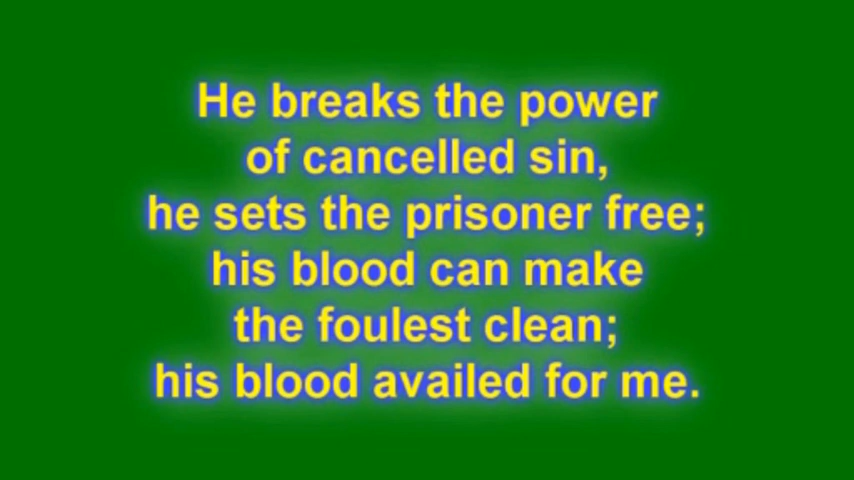 He breaks the power
of cancelled sin,
he sets the prisoner free;
his blood can make
the foulest clean;
his blood availed for me.